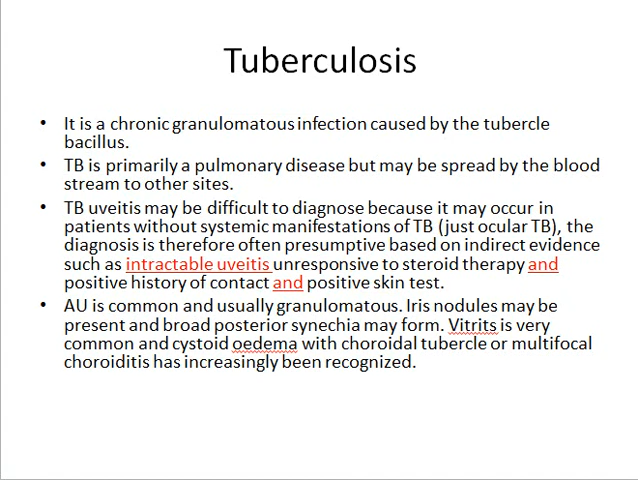 Tuberculosis
• It is a chronic granulomatous infection caused by the tubercle
bacillus.
• TB is primarily a pulmonary disease but may be spread by the blood
stream to other sites.
• TB uveitis may be difficult to diagnose because it may occur in
patients without systemic manifestations of TB (just ocular TB), the
diagnosis is therefore often presumptive based on indirect evidence
such as intractable uveitis unresponsive to steroid therapy and
positive history of contact and positive skin test.
• AU is common and usually granulomatous. Iris nodules may be
present and broad posterior synechia may form. Vitrits is very
common and cystoid oedema with choroidal tubercle or multifocal
choroiditis has increasingly been recognized.